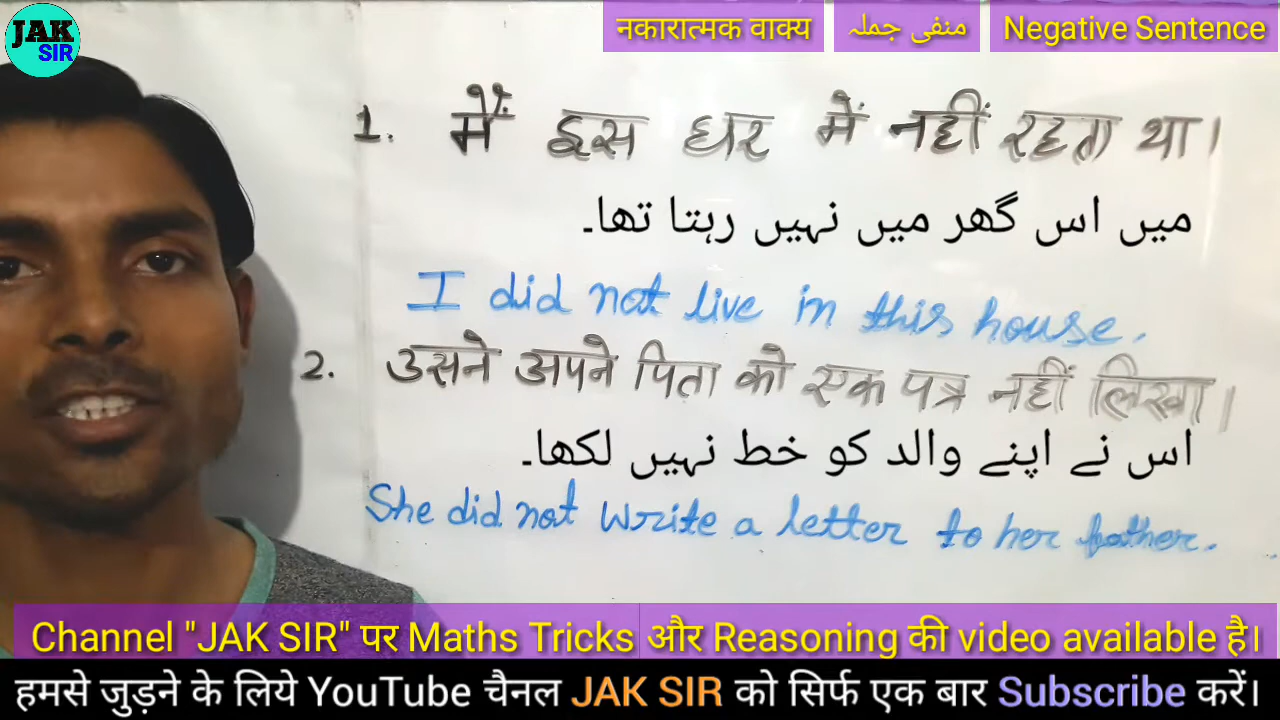 JAK
SIR
नकारात्मक वाक्य منفی جملہ Negative Sentence
1. में इस घर में नहीं रहता था।
میں اس گھر میں نہیں رہتا تھا۔
I did not live in this house.
2. उसने अपने पिता को एक पत्र नहीं लिखा।
اس نے اپنے والد کو خط نہیں لکھا۔
She did not write a letter to her father.
Channel "JAK SIR" पर Maths Tricks और Reasoning की video available है।
हमसे जुड़ने के लिये YouTube चैनल JAK SIR को सिर्फ एक बार Subscribe करें।